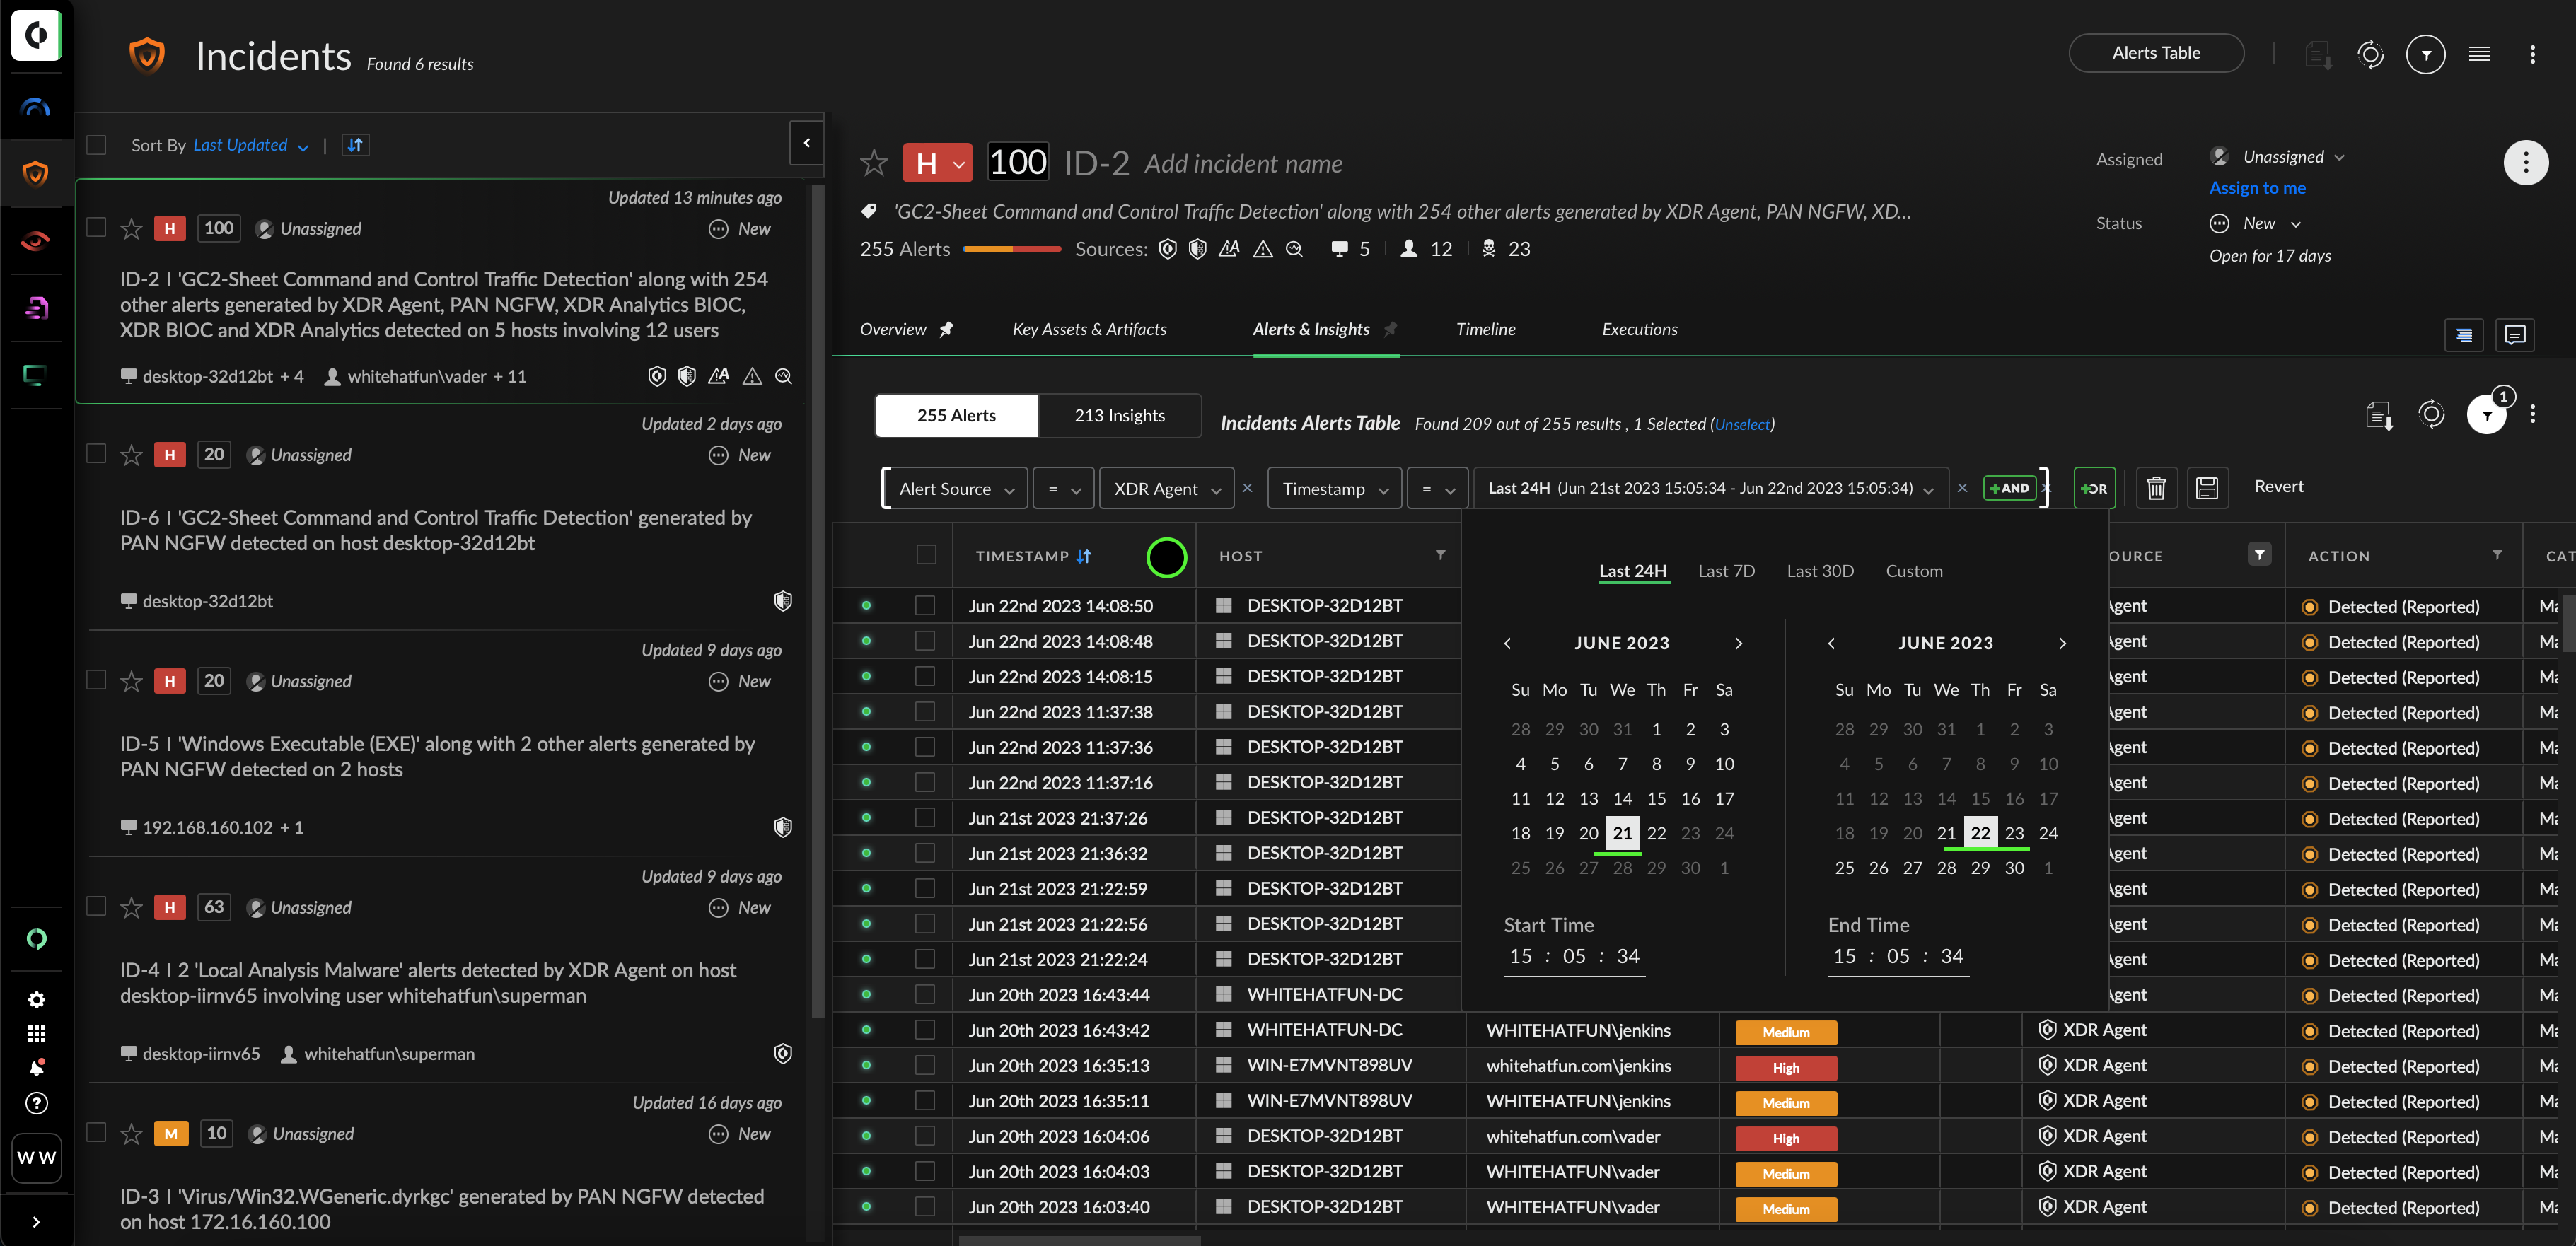 Incidents Found 6 results
Alerts Table
Sort By Last Updated |
Updated 13 minutes ago
H 100 Unassigned New
ID-2 | 'GC2-Sheet Command and Control Traffic Detection' along with 254
other alerts generated by XDR Agent, PAN NGFW, XDR Analytics BIOC,
XDR BIOC and XDR Analytics detected on 5 hosts involving 12 users
desktop-32d12bt + 4 whitehatfun\vader + 11
Updated 2 days ago
H 20 Unassigned New
ID-6 | 'GC2-Sheet Command and Control Traffic Detection' generated by
PAN NGFW detected on host desktop-32d12bt
desktop-32d12bt
Updated 9 days ago
H 20 Unassigned New
ID-5 | 'Windows Executable (EXE)' along with 2 other alerts generated by
PAN NGFW detected on 2 hosts
192.168.160.102 + 1
Updated 9 days ago
H 63 Unassigned New
ID-4 | 2 'Local Analysis Malware' alerts detected by XDR Agent on host
desktop-iirnv65 involving user whitehatfun\superman
desktop-iirnv65 whitehatfun\superman
Updated 16 days ago
M 10 Unassigned New
ID-3 | 'Virus/Win32.WGeneric.dyrkgc' generated by PAN NGFW detected
on host 172.16.160.100
W W
H 100 ID-2 Add incident name
'GC2-Sheet Command and Control Traffic Detection' along with 254 other alerts generated by XDR Agent, PAN NGFW, XD...
255 Alerts Sources: 5 | 12 | 23
Assigned Unassigned
Assign to me
Status New
Open for 17 days
Overview Key Assets & Artifacts Alerts & Insights Timeline Executions
255 Alerts 213 Insights Incidents Alerts Table Found 209 out of 255 results , 1 Selected (Unselect)
1
Alert Source = XDR Agent × Timestamp = Last 24H (Jun 21st 2023 15:05:34 - Jun 22nd 2023 15:05:34) × +AND × +OR Revert
TIMESTAMP HOST OURCE ACTION CAT
Last 24H Last 7D Last 30D Custom
JUNE 2023
Su Mo Tu We Th Fr Sa
28 29 30 31 1 2 3
4 5 6 7 8 9 10
11 12 13 14 15 16 17
18 19 20 21 22 23 24
25 26 27 28 29 30 1
Start Time
15 : 05 : 34
JUNE 2023
Su Mo Tu We Th Fr Sa
28 29 30 31 1 2 3
4 5 6 7 8 9 10
11 12 13 14 15 16 17
18 19 20 21 22 23 24
25 26 27 28 29 30 1
End Time
15 : 05 : 34
Jun 22nd 2023 14:08:50 DESKTOP-32D12BT Agent Detected (Reported) Ma
Jun 22nd 2023 14:08:48 DESKTOP-32D12BT Agent Detected (Reported) Ma
Jun 22nd 2023 14:08:15 DESKTOP-32D12BT Agent Detected (Reported) Ma
Jun 22nd 2023 11:37:38 DESKTOP-32D12BT Agent Detected (Reported) Ma
Jun 22nd 2023 11:37:36 DESKTOP-32D12BT Agent Detected (Reported) Ma
Jun 22nd 2023 11:37:16 DESKTOP-32D12BT Agent Detected (Reported) Ma
Jun 21st 2023 21:37:26 DESKTOP-32D12BT Agent Detected (Reported) Ma
Jun 21st 2023 21:36:32 DESKTOP-32D12BT Agent Detected (Reported) Ma
Jun 21st 2023 21:22:59 DESKTOP-32D12BT Agent Detected (Reported) Ma
Jun 21st 2023 21:22:56 DESKTOP-32D12BT Agent Detected (Reported) Ma
Jun 21st 2023 21:22:24 DESKTOP-32D12BT Agent Detected (Reported) Ma
Jun 20th 2023 16:43:44 WHITEHATFUN-DC Agent Detected (Reported) Ma
Jun 20th 2023 16:43:42 WHITEHATFUN-DC WHITEHATFUN\jenkins Medium XDR Agent Detected (Reported) Ma
Jun 20th 2023 16:35:13 WIN-E7MVNT898UV whitehatfun.com\jenkins High XDR Agent Detected (Reported) Ma
Jun 20th 2023 16:35:11 WIN-E7MVNT898UV WHITEHATFUN\jenkins Medium XDR Agent Detected (Reported) Ma
Jun 20th 2023 16:04:06 DESKTOP-32D12BT whitehatfun.com\vader High XDR Agent Detected (Reported) Ma
Jun 20th 2023 16:04:03 DESKTOP-32D12BT WHITEHATFUN\vader Medium XDR Agent Detected (Reported) Ma
Jun 20th 2023 16:03:40 DESKTOP-32D12BT WHITEHATFUN\vader Medium XDR Agent Detected (Reported) Ma